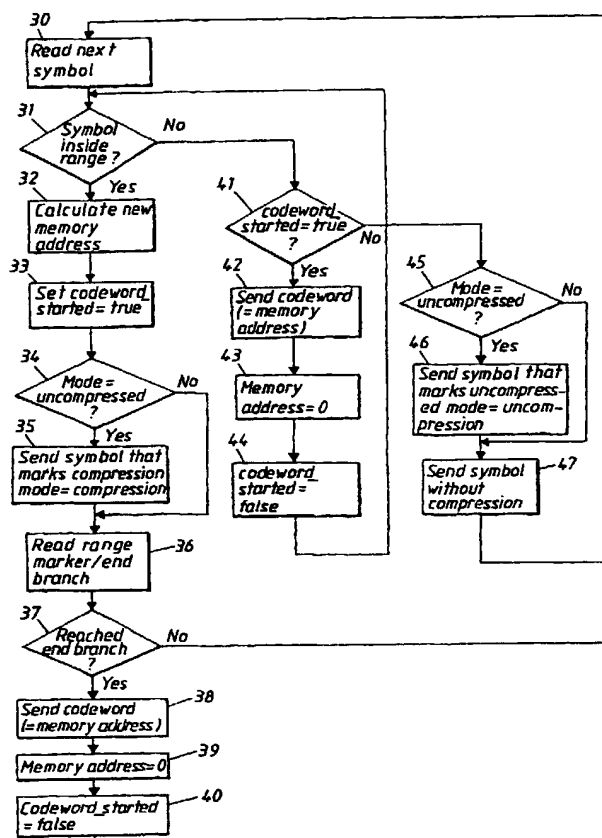 30
Read next
symbol
31
Symbol
inside
range?
No
Yes
32
Calculate new
memory
address
33
Set codeword_
started=true
34
Mode=
uncompressed
?
No
Yes
35
Send symbol that
marks compression
mode=compression
Read range
marker/end
branch
36
37
Reached
end branch
?
No
Yes
Send codeword
(=memory address)
38
Memory address=0
39
Codeword_started
=false
40
41
codeword_
started=true
?
No
Yes
42
Send codeword
(=memory
address)
43
Memory
address=0
44
codeword_
started=
false
45
Mode=
uncompressed
?
No
Yes
46
Send symbol that
marks uncompress-
ed mode=uncom-
pression
Send symbol
without
compression
47